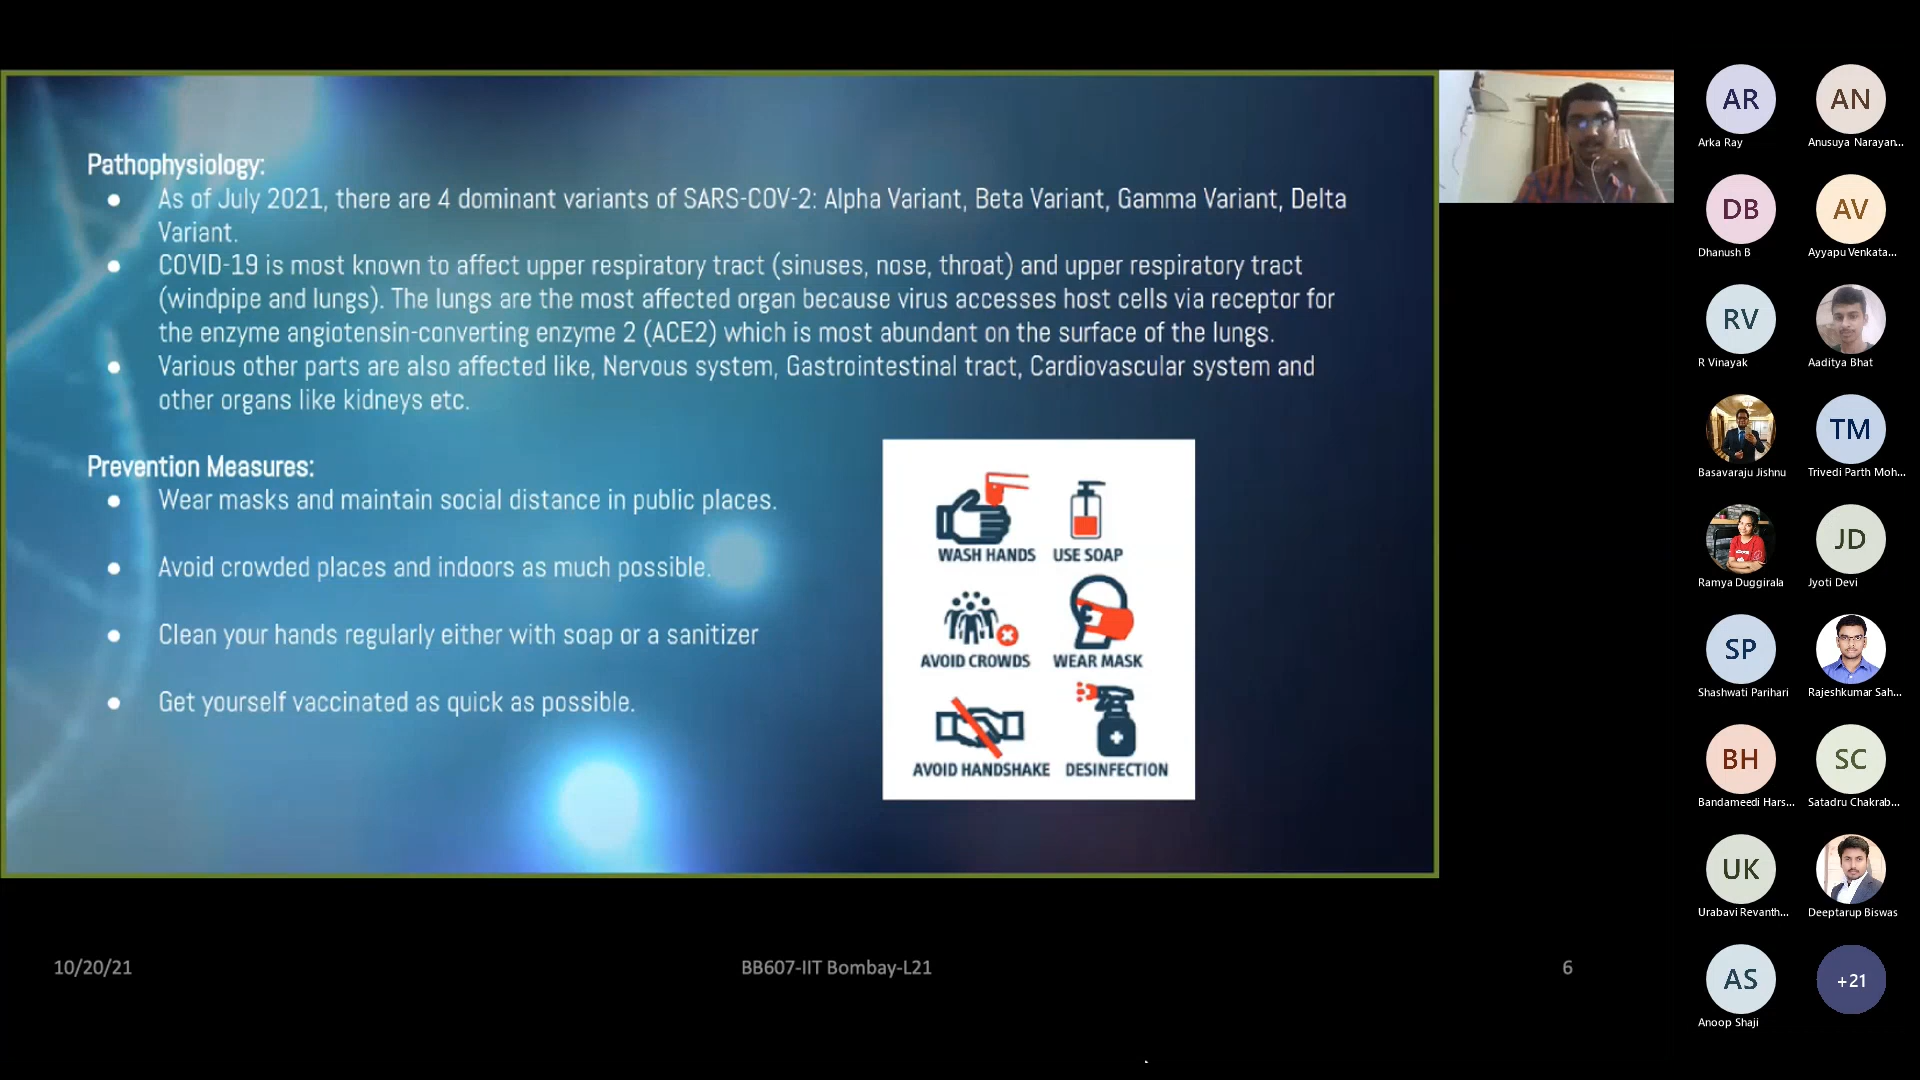 Pathophysiology:
● As of July 2021, there are 4 dominant variants of SARS-COV-2: Alpha Variant, Beta Variant, Gamma Variant, Delta
Variant.
● COVID-19 is most known to affect upper respiratory tract (sinuses, nose, throat) and upper respiratory tract
(windpipe and lungs). The lungs are the most affected organ because virus accesses host cells via receptor for
the enzyme angiotensin-converting enzyme 2 (ACE2) which is most abundant on the surface of the lungs.
● Various other parts are also affected like, Nervous system, Gastrointestinal tract, Cardiovascular system and
other organs like kidneys etc.
Prevention Measures:
● Wear masks and maintain social distance in public places.
● Avoid crowded places and indoors as much possible.
● Clean your hands regularly either with soap or a sanitizer
● Get yourself vaccinated as quick as possible.
WASH HANDS USE SOAP
AVOID CROWDS WEAR MASK
AVOID HANDSHAKE DESINFECTION
10/20/21 BB607-IIT Bombay-L21 6
AR AN
Arka Ray Anusuya Narayan...
DB AV
Dhanush B Ayyapu Venkata...
RV
R Vinayak Aaditya Bhat
TM
Basavaraju Jishnu Trivedi Parth Moh...
JD
Ramya Duggirala Jyoti Devi
SP
Shashwati Parihari Rajeshkumar Sah...
BH SC
Bandameedi Hars... Satadru Chakrab...
UK
Urabavi Revanth... Deeptarup Biswas
AS +21
Anoop Shaji